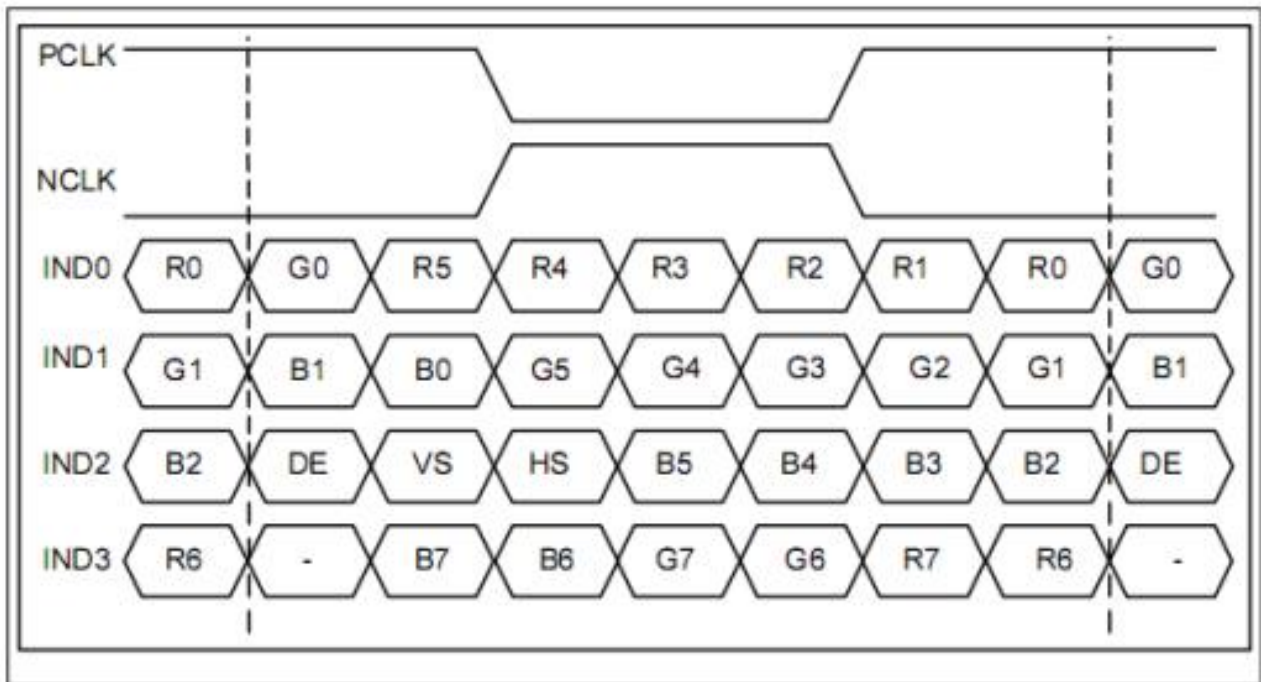 PCLK
NCLK
IND0 R0 G0 R5 R4 R3 R2 R1 R0 G0
IND1 G1 B1 B0 G5 G4 G3 G2 G1 B1
IND2 B2 DE VS HS B5 B4 B3 B2 DE
IND3 R6 - B7 B6 G7 G6 R7 R6 -